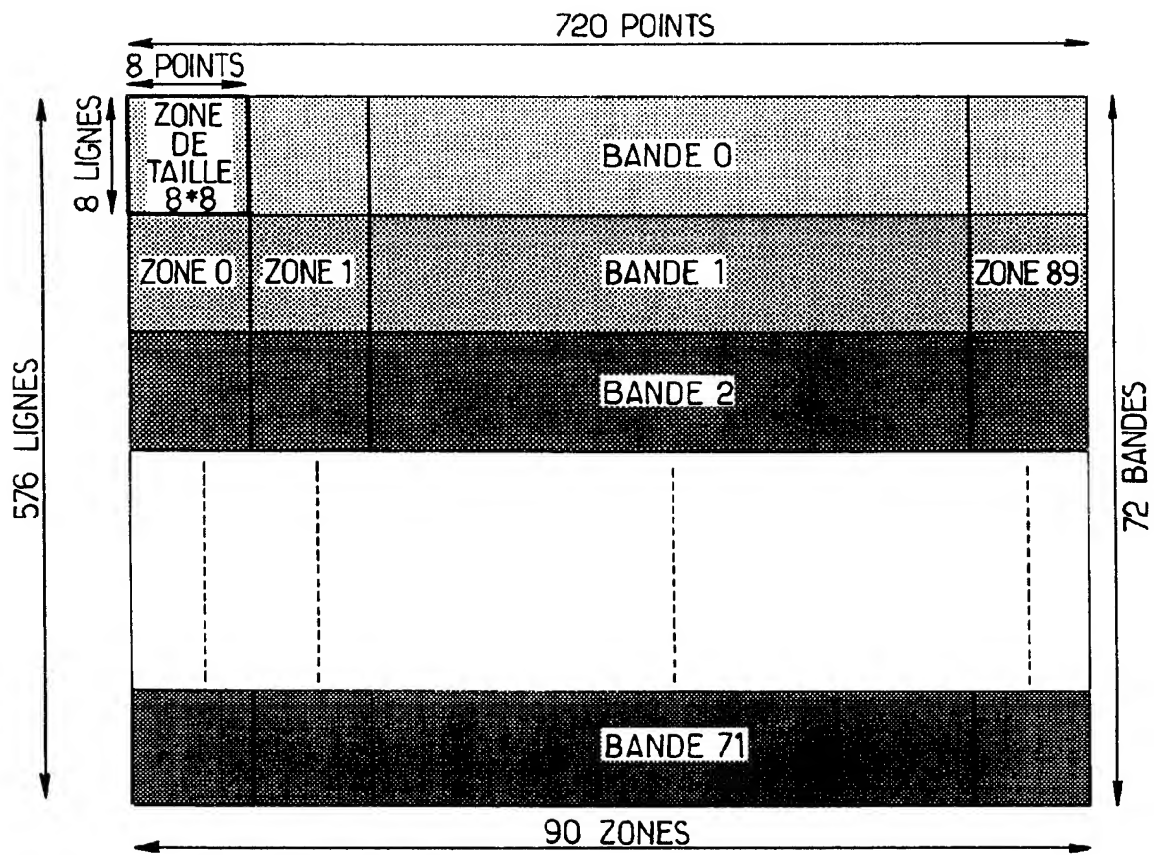 720 POINTS
8 POINTS
8 LIGNES
ZONE
DE
TAILLE
8*8
BANDE 0
ZONE 0
ZONE 1
BANDE 1
ZONE 89
BANDE 2
576 LIGNES
72 BANDES
BANDE 71
90 ZONES